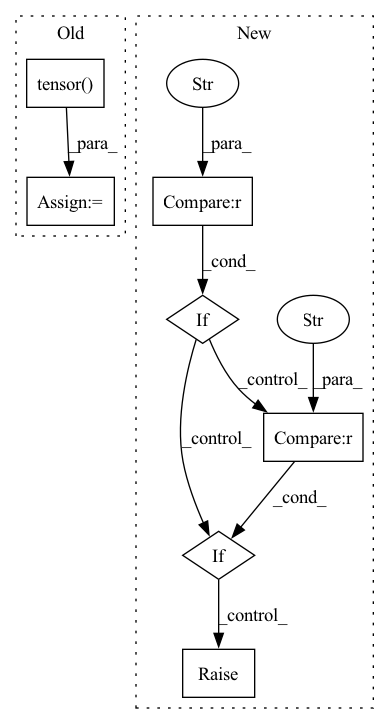 Old
New
tensor()
Str
_para_
_para_
Assign:=
Compare:r
_cond_
If
Str
_control_
_para_
_control_
Compare:r
_cond_
If
_control_
Raise